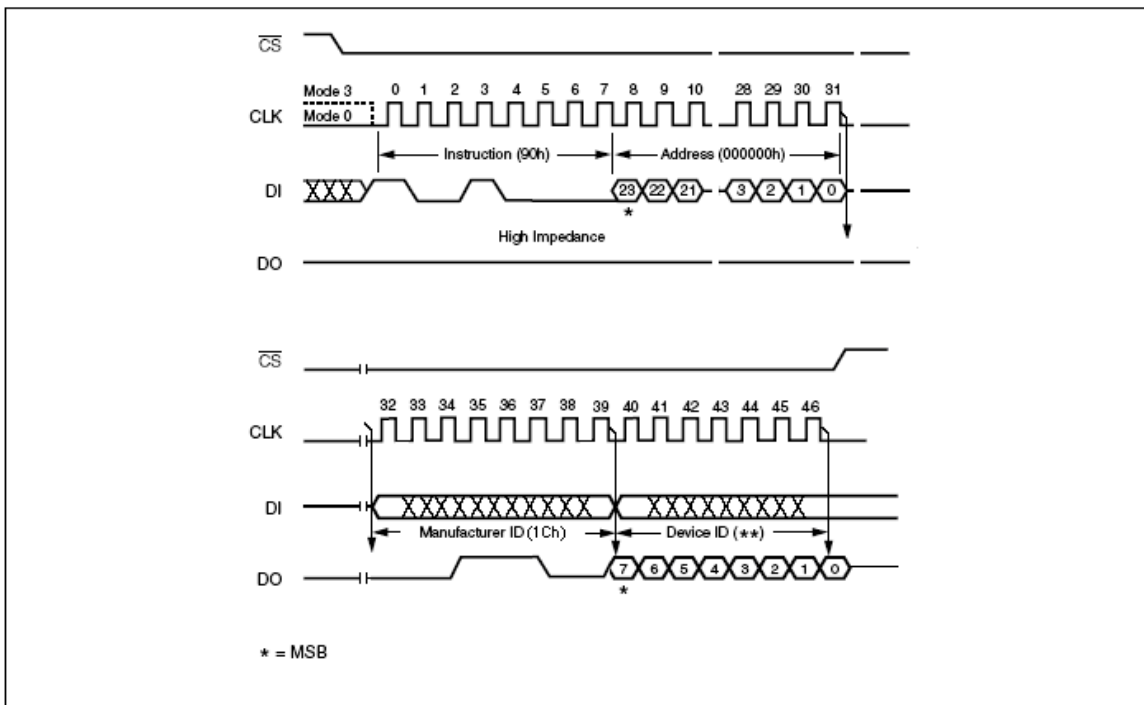 CS
Mode 3
0 1 2 3 4 5 6 7 8 9 10 28 29 30 31
CLK
Mode 0
Instruction (90h) Address (000000h)
DI
23 22 21 3 2 1 0
*
High Impedance
DO
CS
32 33 34 35 36 37 38 39 40 41 42 43 44 45 46
CLK
DI
Manufacturer ID (1Ch) Device ID (**)
DO
7 6 5 4 3 2 1 0
*
* = MSB